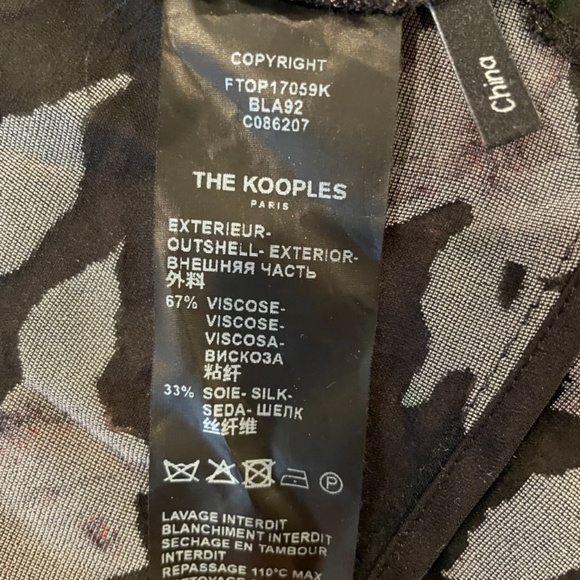 COPYRIGHT
FTOP17059K
BLA92
C086207
China
THE KOOPLES
PARIS
EXTERIEUR-
OUTSHELL- EXTERIOR-
ВНЕШНЯЯ ЧАСТЬ
外料
67% VISCOSE-
VISCOSE-
VISCOSA-
ВИСКОЗА
粘纤
33% SOIE- SILK-
SEDA- ШЕЛК
丝纤维
P
LAVAGE INTERDIT
BLANCHIMENT INTERDIT
SECHAGE EN TAMBOUR
INTERDIT
REPASSAGE 110°C MAX